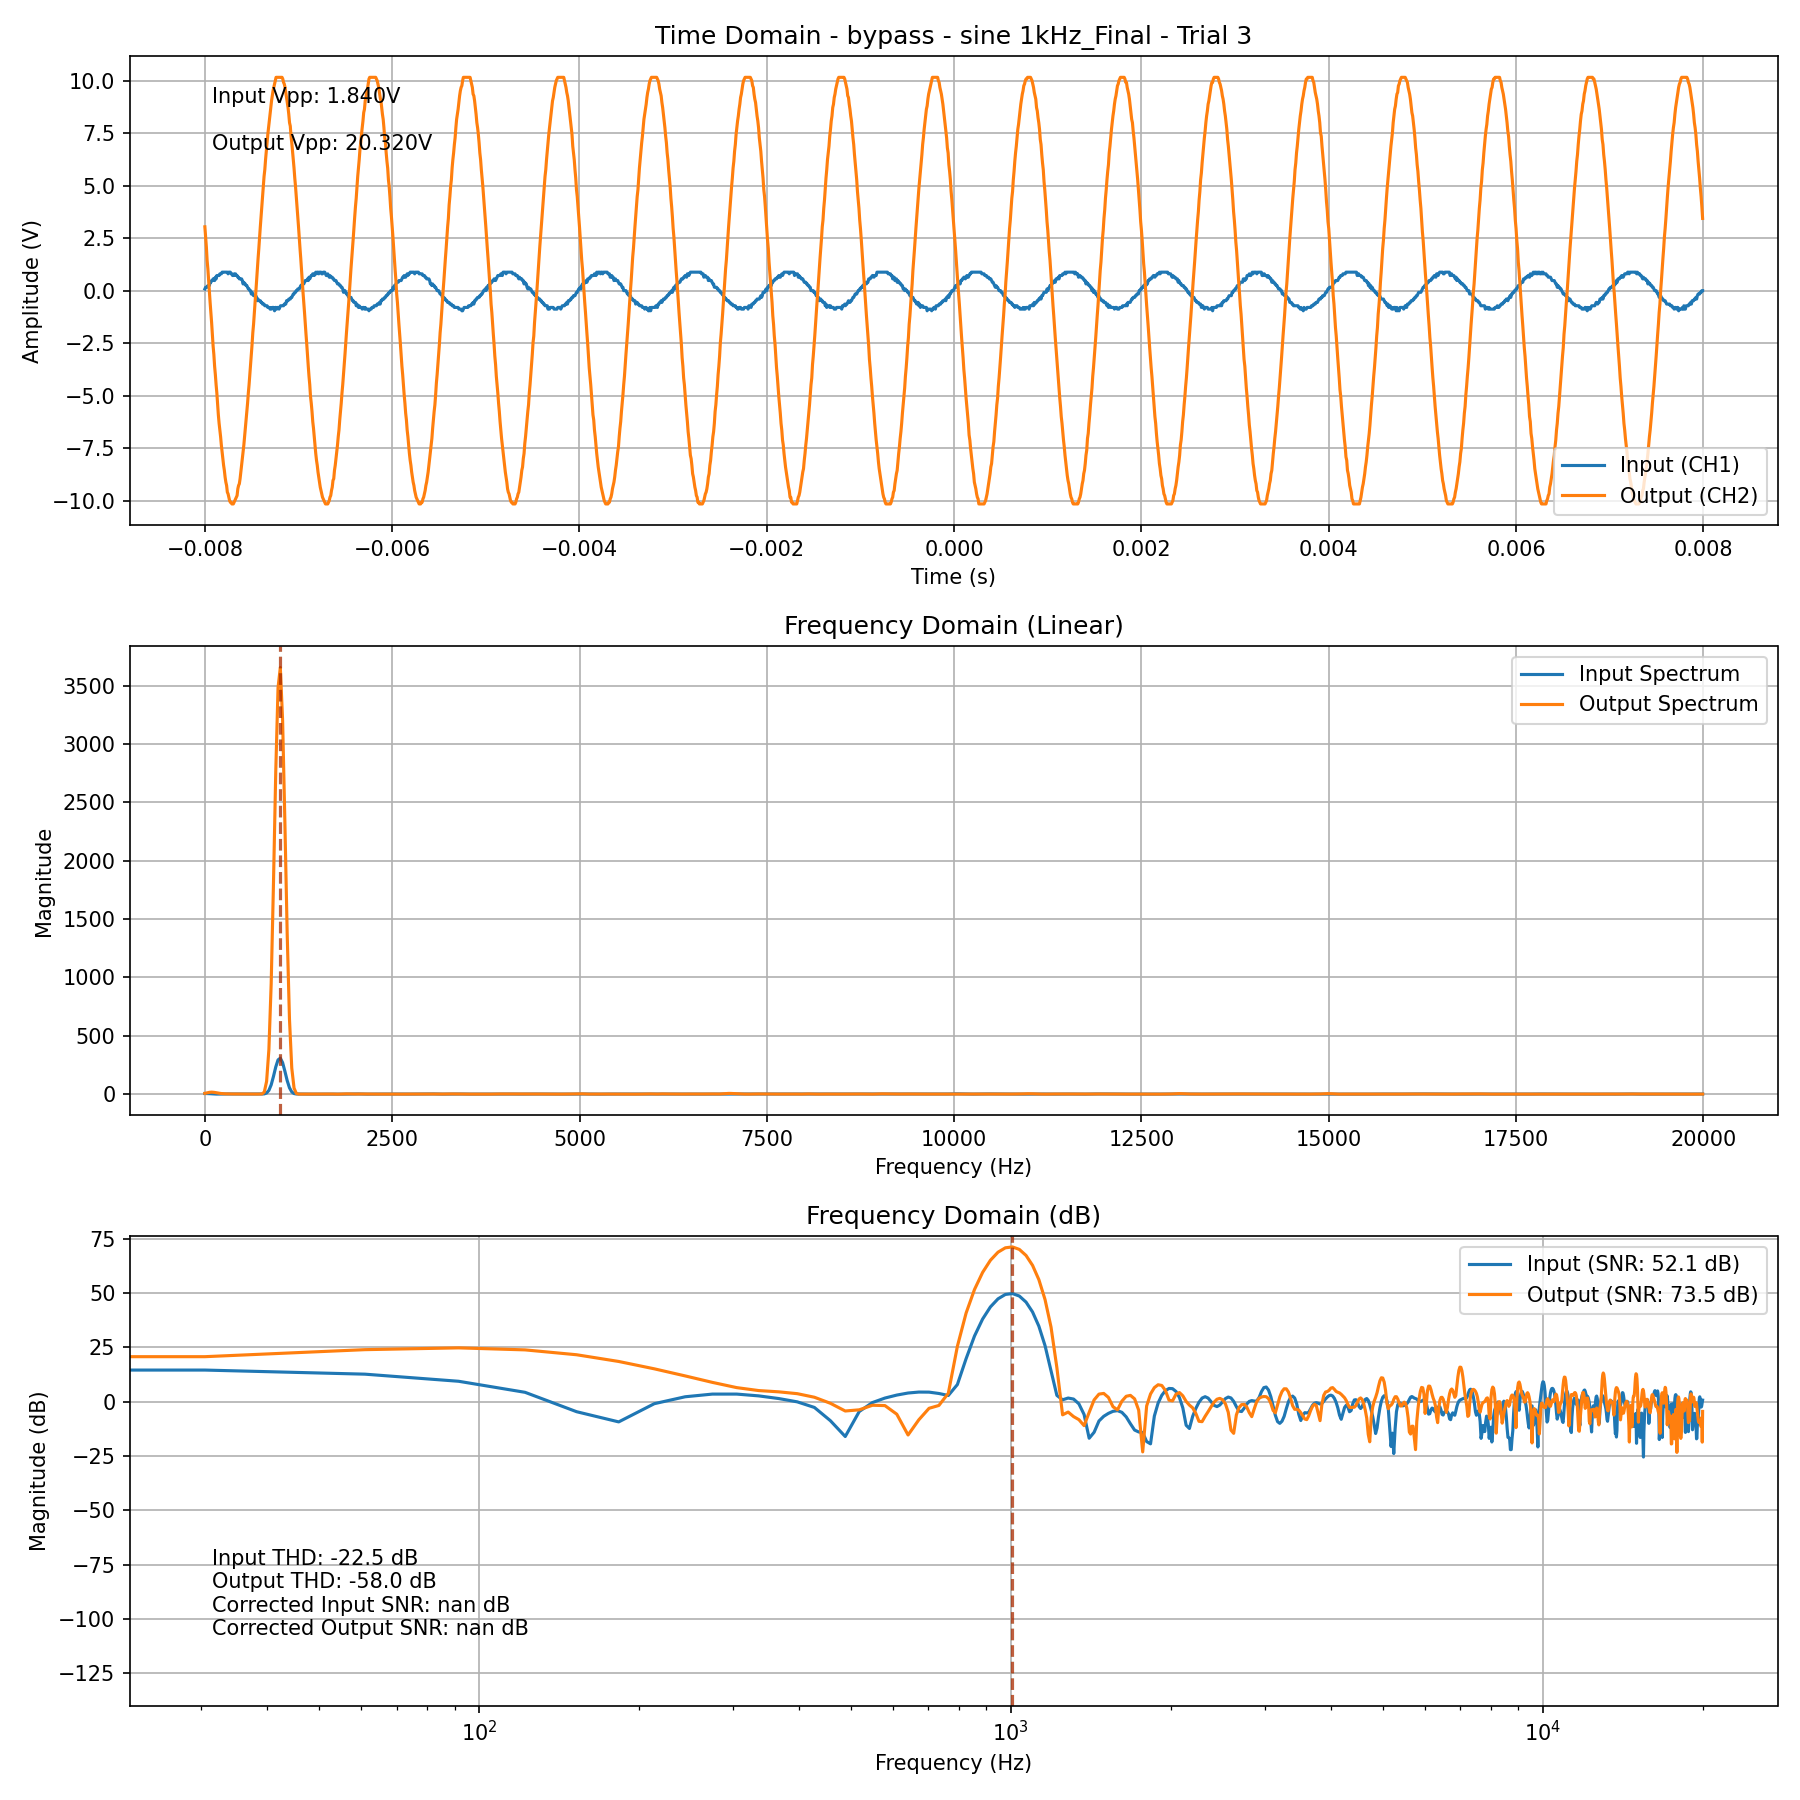 Time Domain - bypass - sine 1kHz_Final - Trial 3
Amplitude (V)
10.0
7.5
5.0
2.5
0.0
−2.5
−5.0
−7.5
−10.0
Input Vpp: 1.840V
Output Vpp: 20.320V
Input (CH1)
Output (CH2)
−0.008 −0.006 −0.004 −0.002 0.000 0.002 0.004 0.006 0.008
Time (s)
Frequency Domain (Linear)
Magnitude
3500
3000
2500
2000
1500
1000
500
0
Input Spectrum
Output Spectrum
0 2500 5000 7500 10000 12500 15000 17500 20000
Frequency (Hz)
Frequency Domain (dB)
Magnitude (dB)
75
50
25
0
−25
−50
−75
−100
−125
Input (SNR: 52.1 dB)
Output (SNR: 73.5 dB)
Input THD: -22.5 dB
Output THD: -58.0 dB
Corrected Input SNR: nan dB
Corrected Output SNR: nan dB
10² 10³ 10⁴
Frequency (Hz)